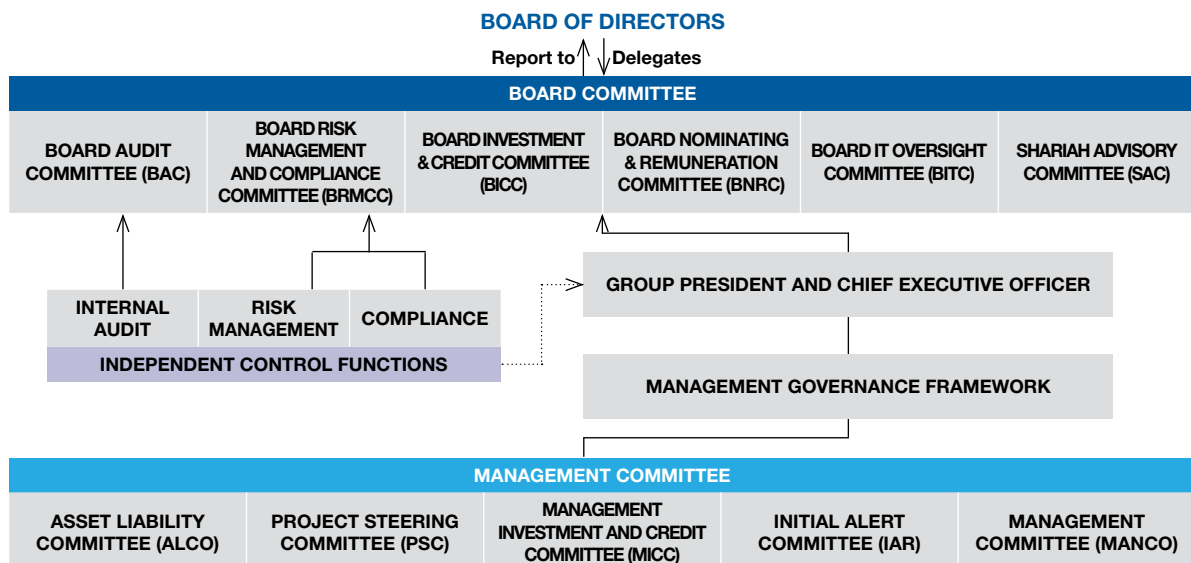 BOARD OF DIRECTORS
Report to
Delegates
BOARD COMMITTEE
BOARD AUDIT
COMMITTEE (BAC)
BOARD RISK
MANAGEMENT
AND COMPLIANCE
COMMITTEE (BRMCC)
BOARD INVESTMENT
& CREDIT COMMITTEE
(BICC)
BOARD NOMINATING
& REMUNERATION
COMMITTEE (BNRC)
BOARD IT OVERSIGHT
COMMITTEE (BITC)
SHARIAH ADVISORY
COMMITTEE (SAC)
INTERNAL
AUDIT
RISK
MANAGEMENT
COMPLIANCE
INDEPENDENT CONTROL FUNCTIONS
GROUP PRESIDENT AND CHIEF EXECUTIVE OFFICER
MANAGEMENT GOVERNANCE FRAMEWORK
MANAGEMENT COMMITTEE
ASSET LIABILITY
COMMITTEE (ALCO)
PROJECT STEERING
COMMITTEE (PSC)
MANAGEMENT
INVESTMENT AND CREDIT
COMMITTEE (MICC)
INITIAL ALERT
COMMITTEE (IAR)
MANAGEMENT
COMMITTEE (MANCO)